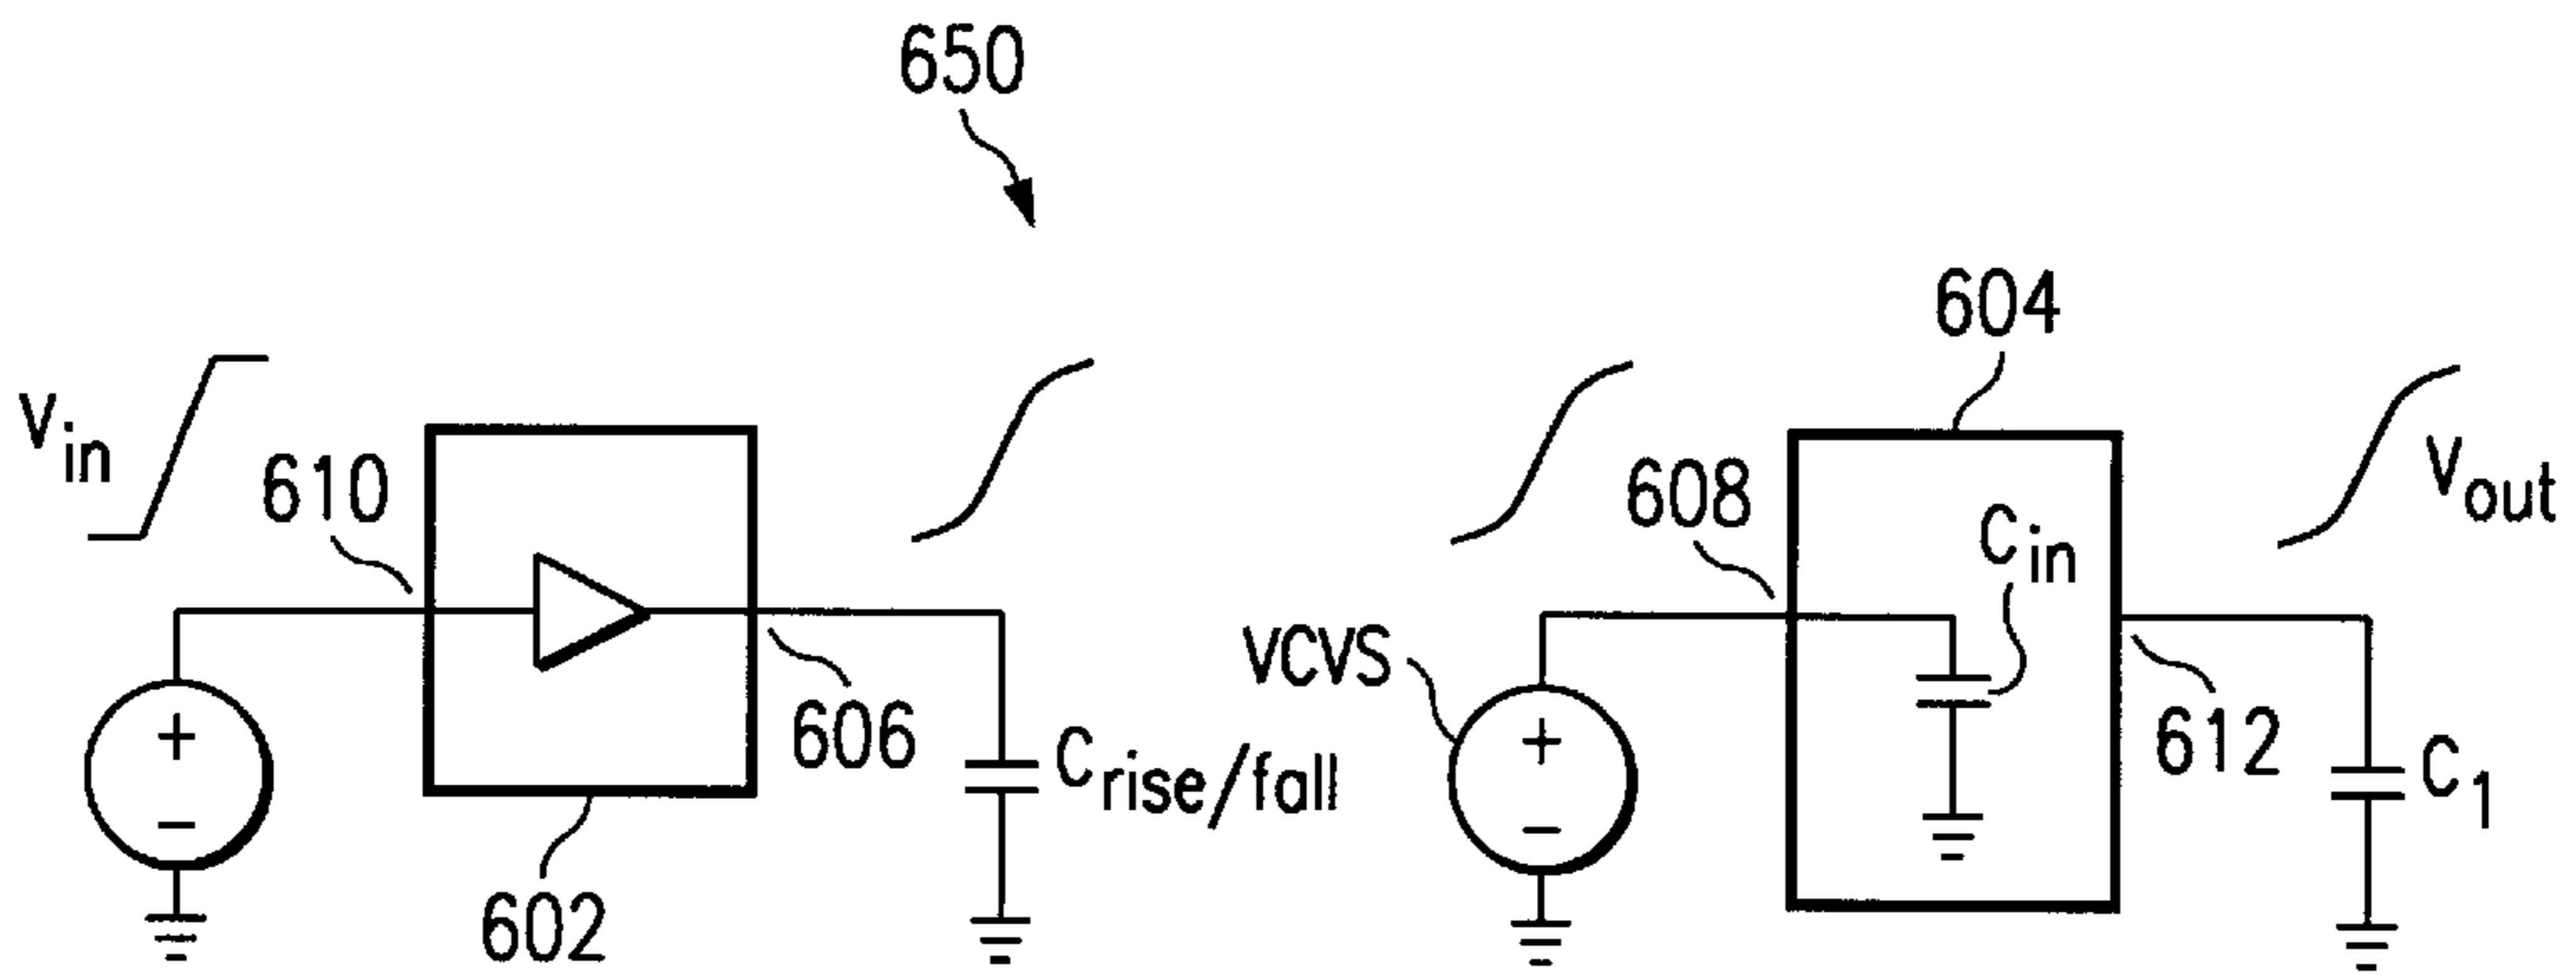 650
604
Vin
610
608
Cin
Vout
VCVS
606
612
Crise/fall
C1
602
+
−
+
−